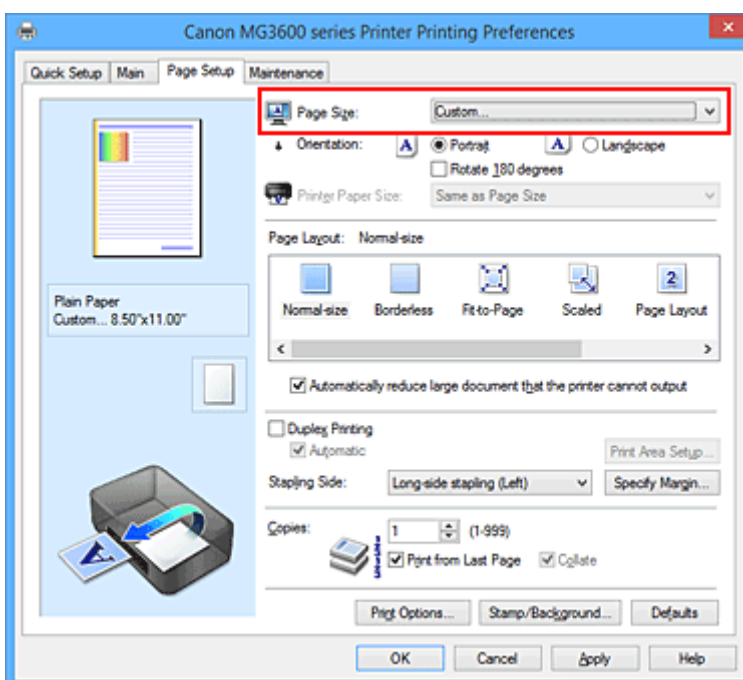 Canon MG3600 series Printer Printing Preferences
Quick Setup Main Page Setup Maintenance
Page Size: Custom...
Orientation: A Portrait A Landscape
Rotate 180 degrees
Printer Paper Size: Same as Page Size
Page Layout: Normal-size
2
Normal-size Borderless Fit-to-Page Scaled Page Layout
Plain Paper
Custom... 8.50"x11.00"
Automatically reduce large document that the printer cannot output
Duplex Printing
Automatic
Print Area Setup...
Stapling Side: Long-side stapling (Left) Specify Margin...
Copies: 1 (1-999)
Print from Last Page Collate
A
Print Options... Stamp/Background... Defaults
OK Cancel Apply Help